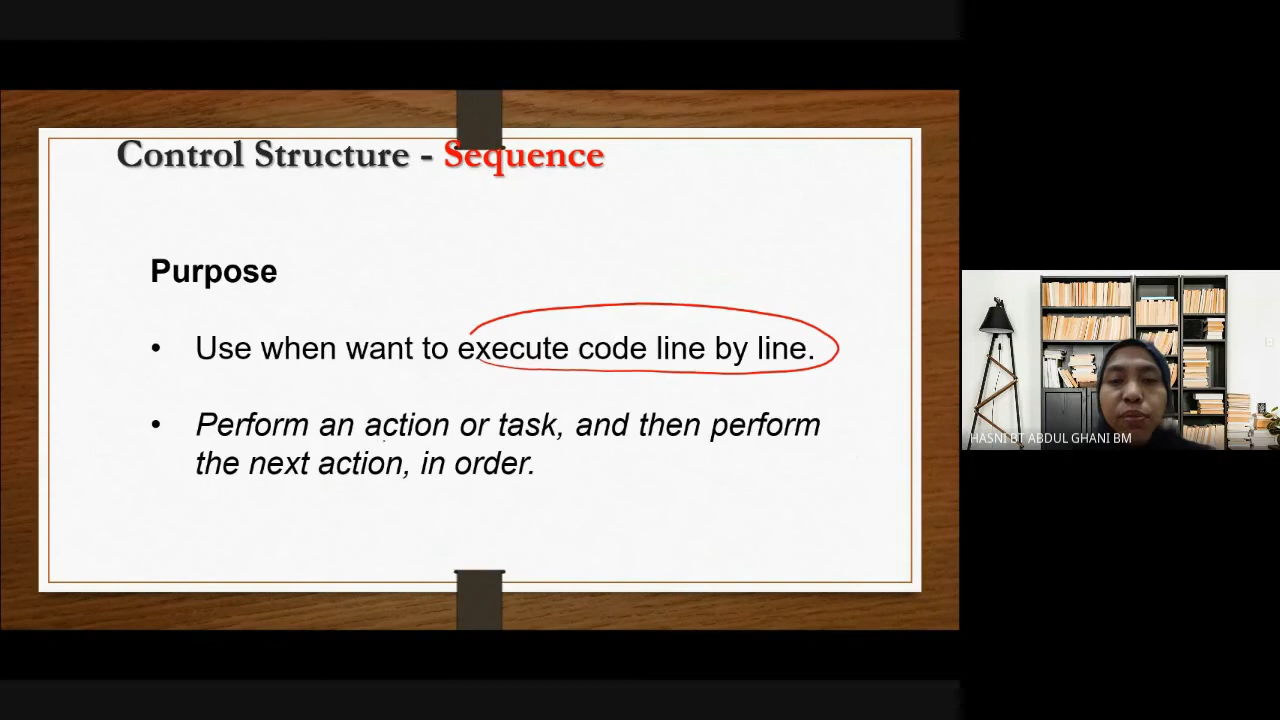 Control Structure - Sequence
Purpose
• Use when want to execute code line by line.
• Perform an action or task, and then perform
the next action, in order.
HASNI BT ABDUL GHANI BM